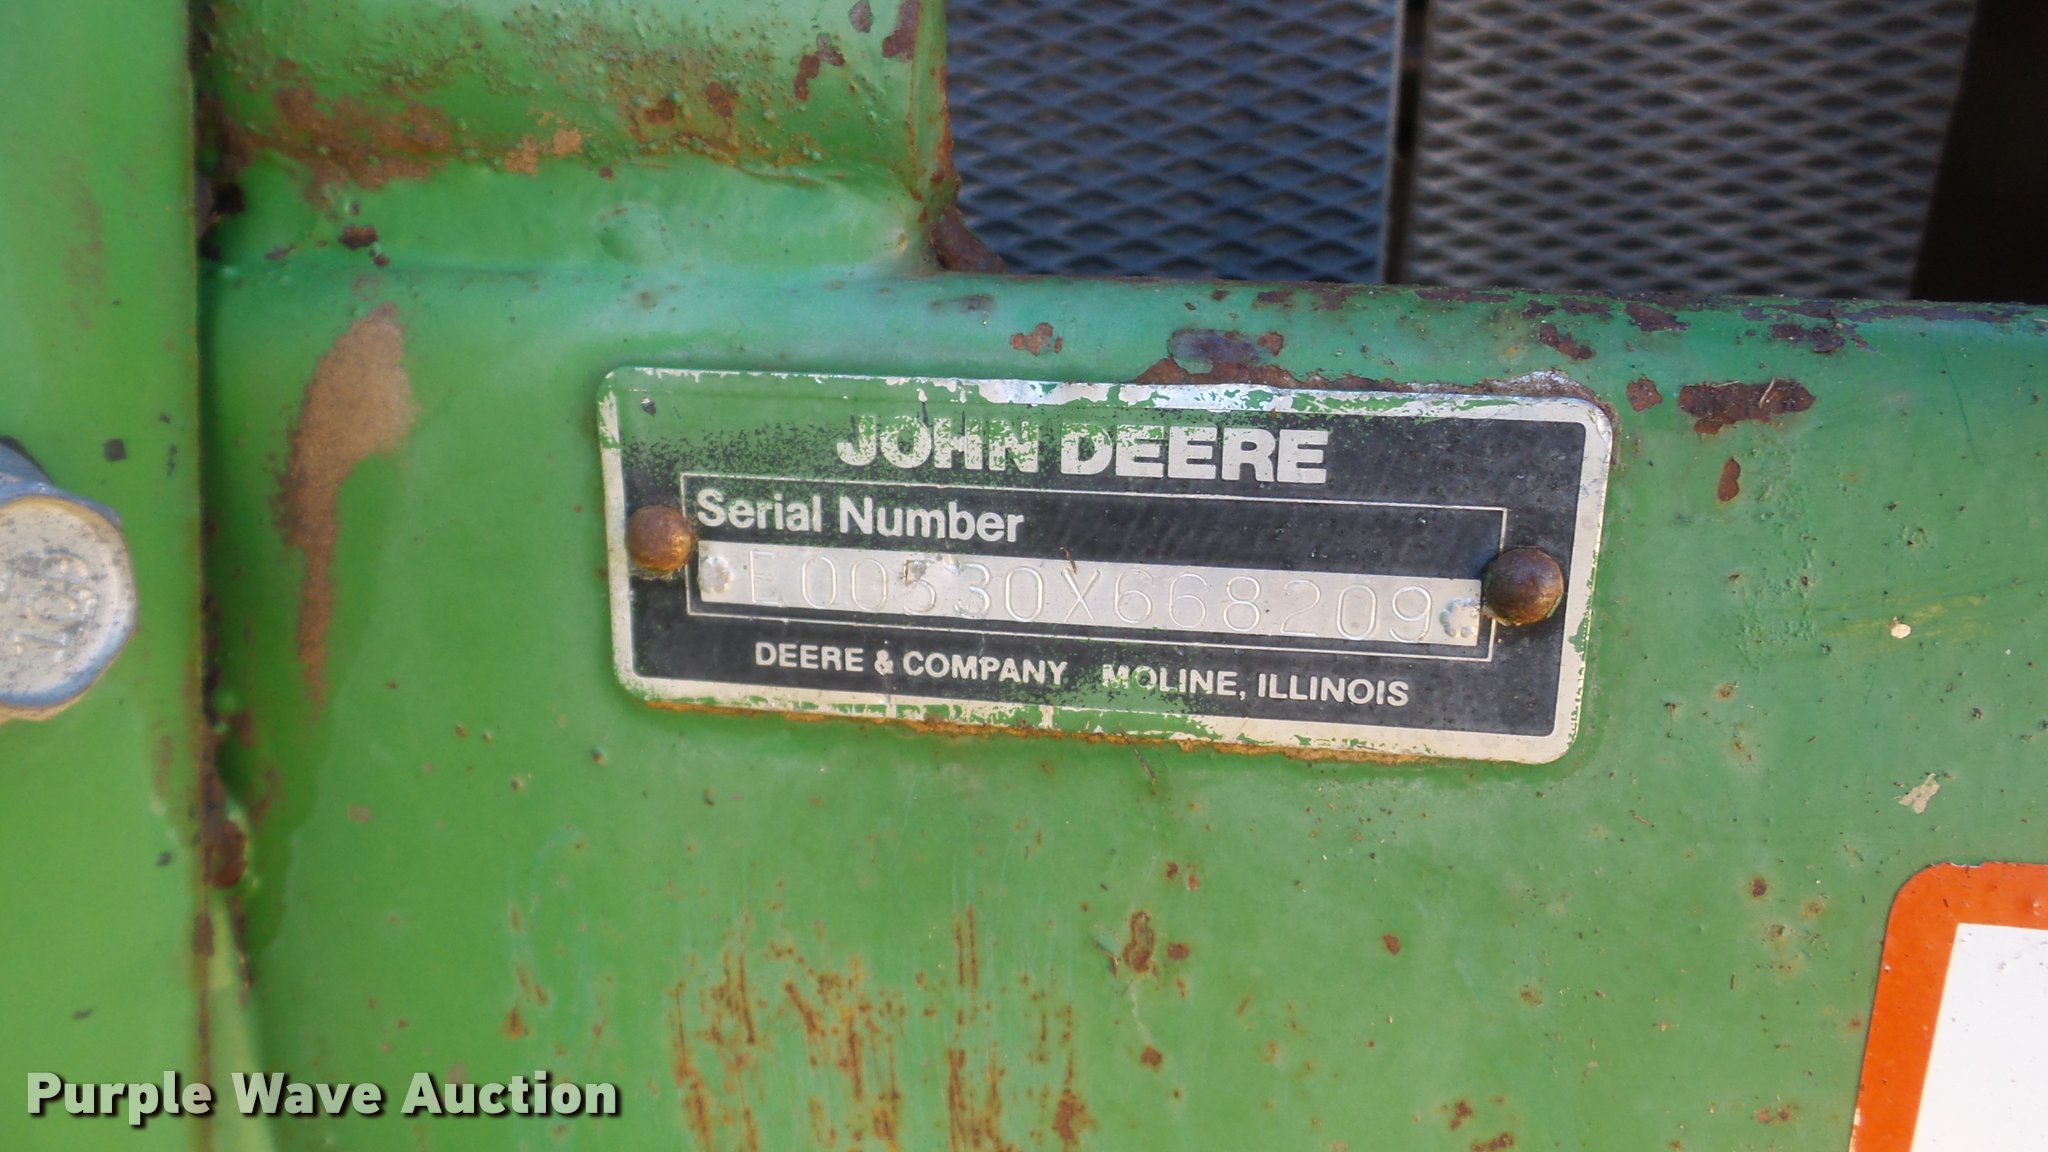 JOHN DEERE
Serial Number
E00530X668209
DEERE & COMPANY MOLINE, ILLINOIS
Purple Wave Auction